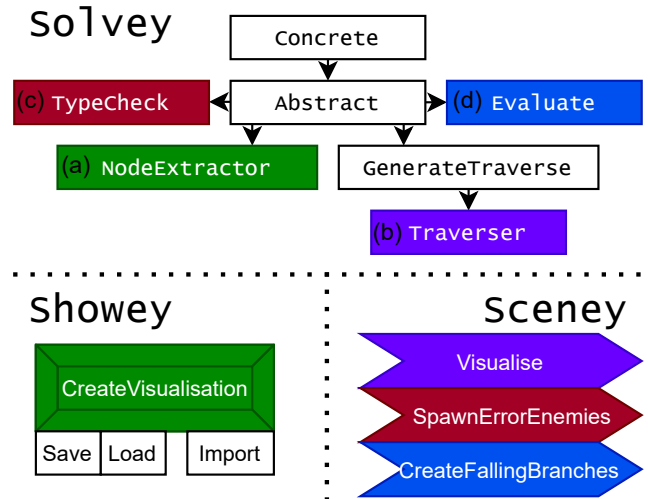 Solvey
Concrete
(c) TypeCheck
Abstract
(d) Evaluate
(a) NodeExtractor
GenerateTraverse
(b) Traverser
Showey
CreateVisualisation
Save
Load
Import
Sceney
Visualise
SpawnErrorEnemies
CreateFallingBranches